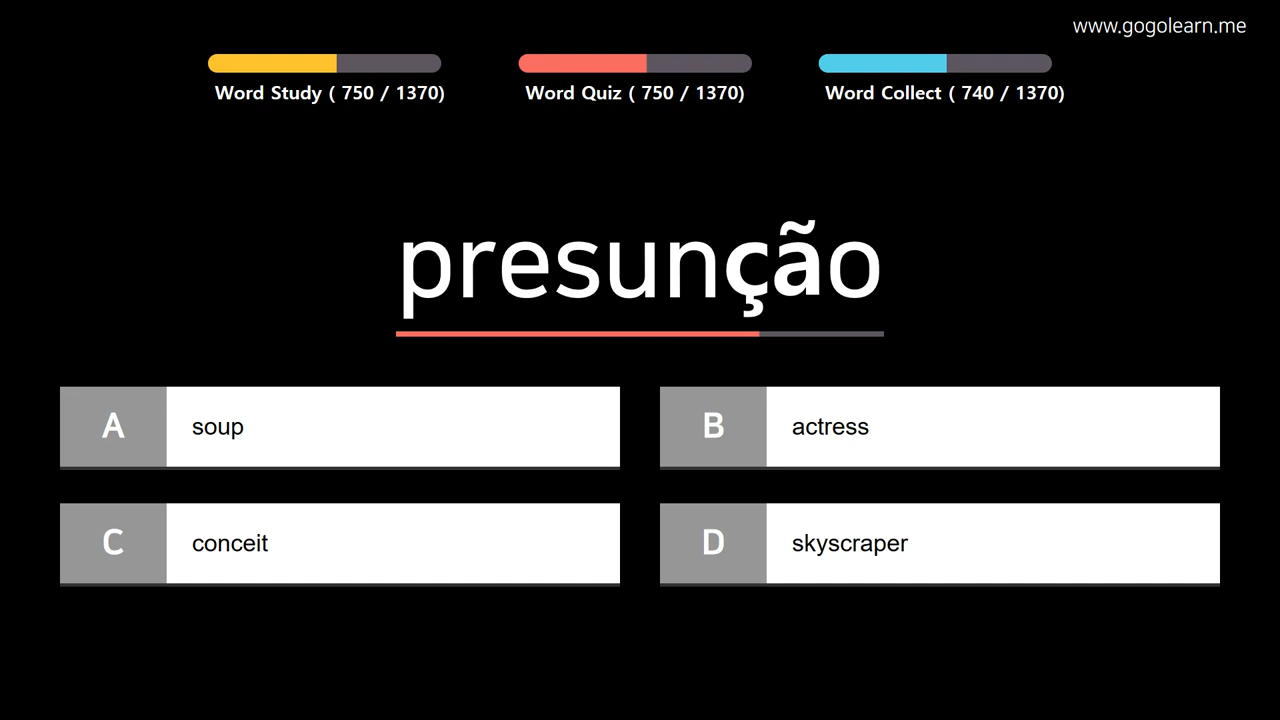 www.gogolearn.me
Word Study ( 750 / 1370)
Word Quiz ( 750 / 1370)
Word Collect ( 740 / 1370)
presunção
A soup
B actress
C conceit
D skyscraper